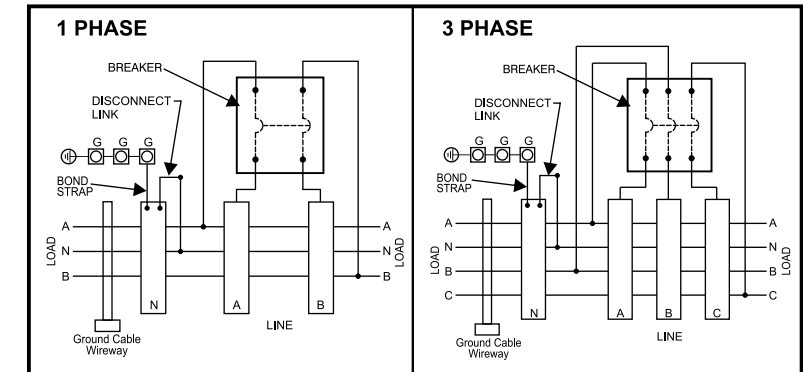 1 PHASE
BREAKER
DISCONNECT
LINK
G G G
BOND
STRAP
A A
N N
B B
LOAD
LOAD
N A B
LINE
Ground Cable
Wireway
3 PHASE
BREAKER
DISCONNECT
LINK
G G G
BOND
STRAP
A A
N N
B B
C C
LOAD
LOAD
N A B C
LINE
Ground Cable
Wireway